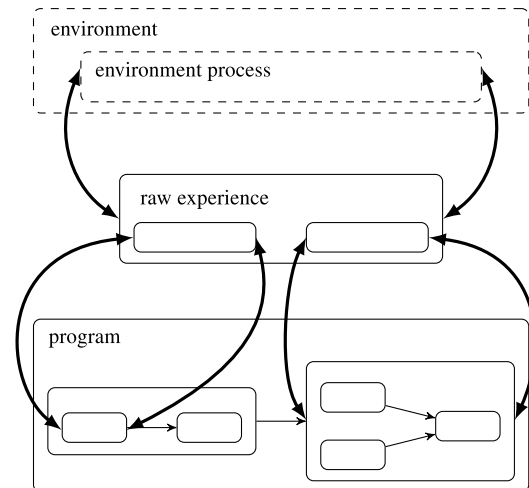 environment
environment process
raw experience
program